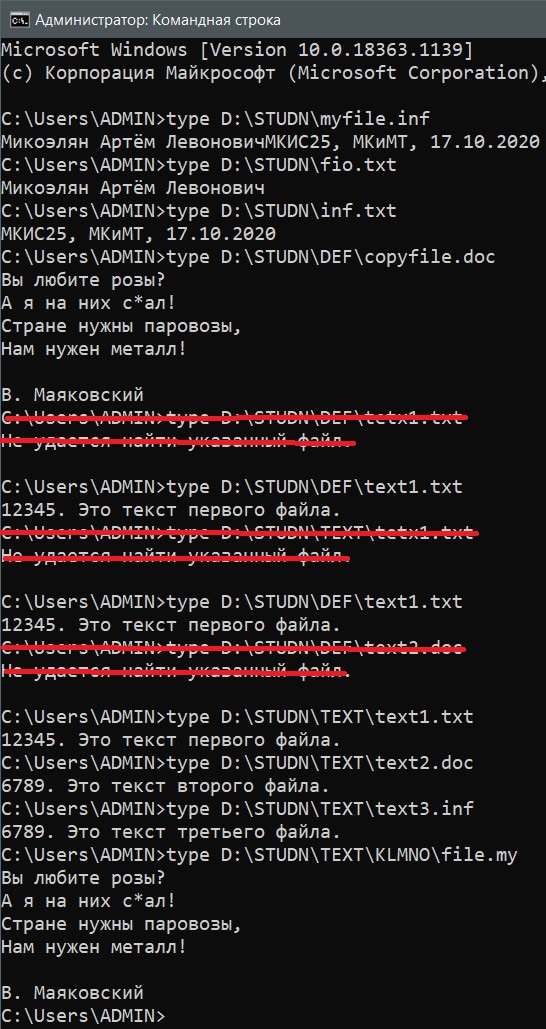 Администратор: Командная строка
Microsoft Windows [Version 10.0.18363.1139]
(c) Корпорация Майкрософт (Microsoft Corporation),
C:\Users\ADMIN>type D:\STUDN\myfile.inf
Микоэлян Артём ЛевоновичМКИС25, МКиМТ, 17.10.2020
C:\Users\ADMIN>type D:\STUDN\fio.txt
Микоэлян Артём Левонович
C:\Users\ADMIN>type D:\STUDN\inf.txt
МКИС25, МКиМТ, 17.10.2020
C:\Users\ADMIN>type D:\STUDN\DEF\copyfile.doc
Вы любите розы?
А я на них с*ал!
Стране нужны паровозы,
Нам нужен металл!
В. Маяковский
C:\Users\ADMIN>type D:\STUDN\DEF\tetx1.txt
Не удается найти указанный файл.
C:\Users\ADMIN>type D:\STUDN\DEF\text1.txt
12345. Это текст первого файла.
C:\Users\ADMIN>type D:\STUDN\TEXT\tetx1.txt
Не удается найти указанный файл.
C:\Users\ADMIN>type D:\STUDN\DEF\text1.txt
12345. Это текст первого файла.
C:\Users\ADMIN>type D:\STUDN\DEF\text2.doc
Не удается найти указанный файл.
C:\Users\ADMIN>type D:\STUDN\TEXT\text1.txt
12345. Это текст первого файла.
C:\Users\ADMIN>type D:\STUDN\TEXT\text2.doc
6789. Это текст второго файла.
C:\Users\ADMIN>type D:\STUDN\TEXT\text3.inf
6789. Это текст третьего файла.
C:\Users\ADMIN>type D:\STUDN\TEXT\KLMNO\file.my
Вы любите розы?
А я на них с*ал!
Стране нужны паровозы,
Нам нужен металл!
В. Маяковский
C:\Users\ADMIN>